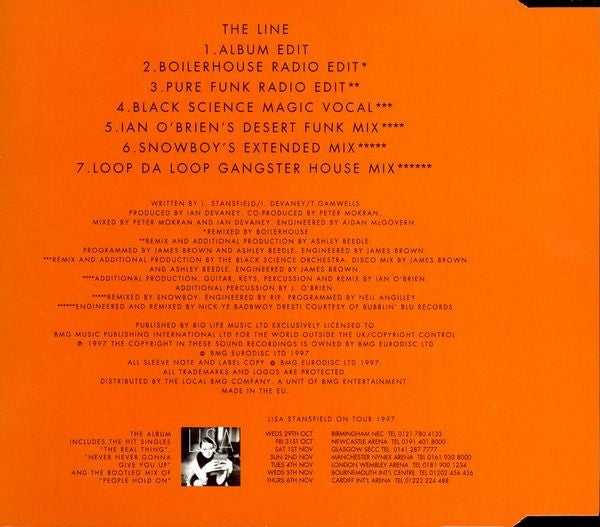 THE LINE
1.ALBUM EDIT
2.BOILERHOUSE RADIO EDIT*
3.PURE FUNK RADIO EDIT**
4.BLACK SCIENCE MAGIC VOCAL***
5.IAN O'BRIEN'S DESERT FUNK MIX****
6.SNOWBOY'S EXTENDED MIX*****
7.LOOP DA LOOP GANGSTER HOUSE MIX******
WRITTEN BY L. STANSFIELD/I. DEVANEY/T.GAMWELLS
PRODUCED BY IAN DEVANEY. CO-PRODUCED BY PETER MOKRAN.
MIXED BY PETER MOKRAN AND IAN DEVANEY. ENGINEERED BY AIDAN McGOVERN.
*REMIXED BY BOILERHOUSE
**REMIX AND ADDITIONAL PRODUCTION BY ASHLEY BEEDLE.
PROGRAMMED BY JAMES BROWN AND ASHLEY BEEDLE. ENGINEERED BY JAMES BROWN.
***REMIX AND ADDITIONAL PRODUCTION BY THE BLACK SCIENCE ORCHESTRA. DISCO MIX BY JAMES BROWN
AND ASHLEY BEEDLE. ENGINEERED BY JAMES BROWN.
****ADDITIONAL PRODUCTION, GUITAR, KEYS, PERCUSSION AND REMIX BY IAN O'BRIEN.
ADDITIONAL PERCUSSION BY J. O'BRIEN.
*****REMIXED BY SNOWBOY. ENGINEERED BY RIP. PROGRAMMED BY NEIL ANGILLEY.
******ENGINEERED AND REMIXED BY NICK YE BADBWOY DRESTI COURTESY OF BUBBLIN' BLU RECORDS
PUBLISHED BY BIG LIFE MUSIC LTD EXCLUSIVELY LICENSED TO
BMG MUSIC PUBLISHING INTERNATIONAL LTD FOR THE WORLD OUTSIDE THE UK/COPYRIGHT CONTROL
℗ 1997 THE COPYRIGHT IN THESE SOUND RECORDINGS IS OWNED BY BMG EURODISC LTD
© BMG EURODISC LTD 1997
ALL SLEEVE NOTE AND LABEL COPY © BMG EURODISC LTD 1997.
ALL TRADEMARKS AND LOGOS ARE PROTECTED.
DISTRIBUTED BY THE LOCAL BMG COMPANY. A UNIT OF BMG ENTERTAINMENT.
MADE IN THE EU.
LISA STANSFIELD ON TOUR 1997
THE ALBUM
INCLUDES THE HIT SINGLES
"THE REAL THING",
"NEVER NEVER GONNA
GIVE YOU UP"
AND THE BOOTLEG MIX OF
"PEOPLE HOLD ON"
WEDS 29TH OCT BIRMINGHAM NEC TEL 0121 780 4133
FRI 31ST OCT NEWCASTLE ARENA TEL 0191 401 8000
SAT 1ST NOV GLASGOW SECC TEL 0141 287 7777
SUN 2ND NOV MANCHESTER NYNEX ARENA TEL 0161 930 8000
TUES 4TH NOV LONDON WEMBLEY ARENA TEL 0181 900 1234
WEDS 5TH NOV BOURNEMOUTH INT'L CENTRE TEL 01202 456 456
THURS 6TH NOV CARDIFF INT'L ARENA TEL 01222 224 488